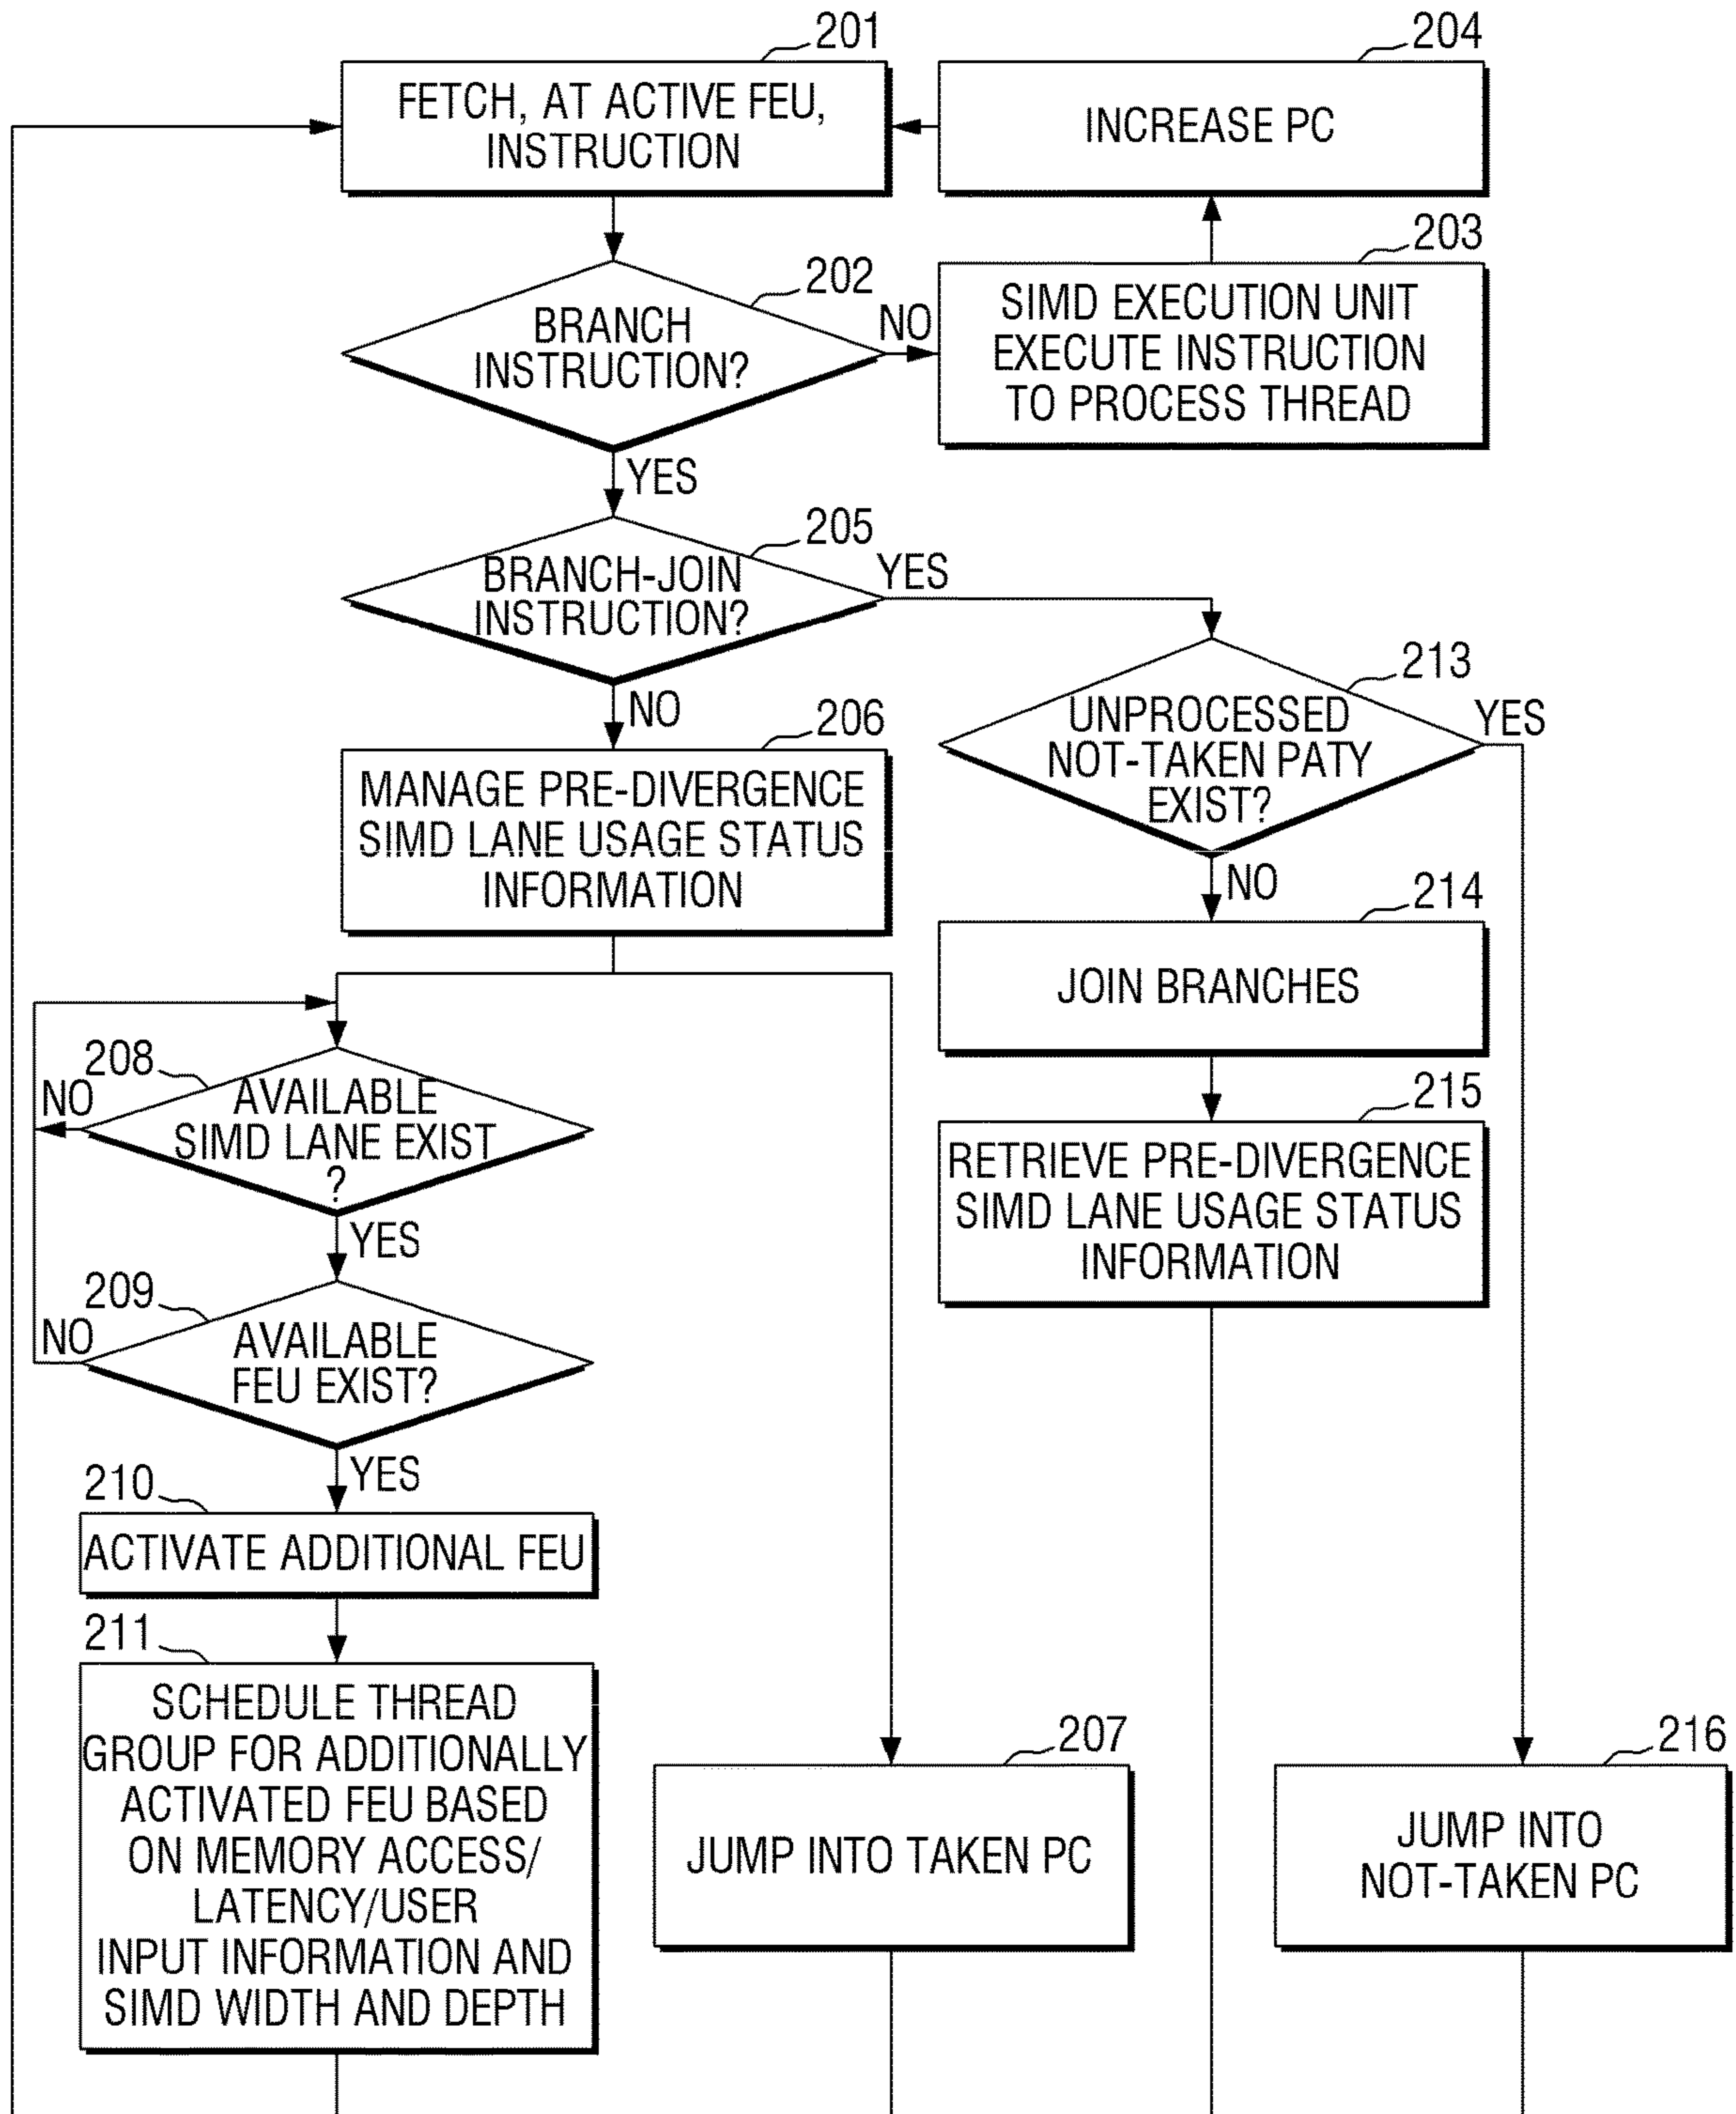 201
FETCH, AT ACTIVE FEU,
INSTRUCTION
204
INCREASE PC
202
BRANCH
INSTRUCTION?
NO
203
SIMD EXECUTION UNIT
EXECUTE INSTRUCTION
TO PROCESS THREAD
YES
205
BRANCH-JOIN
INSTRUCTION?
YES
NO
213
UNPROCESSED
NOT-TAKEN PATY
EXIST?
YES
NO
206
MANAGE PRE-DIVERGENCE
SIMD LANE USAGE STATUS
INFORMATION
214
JOIN BRANCHES
215
RETRIEVE PRE-DIVERGENCE
SIMD LANE USAGE STATUS
INFORMATION
208
NO
AVAILABLE
SIMD LANE EXIST
?
YES
209
NO
AVAILABLE
FEU EXIST?
YES
210
ACTIVATE ADDITIONAL FEU
211
SCHEDULE THREAD
GROUP FOR ADDITIONALLY
ACTIVATED FEU BASED
ON MEMORY ACCESS/
LATENCY/USER
INPUT INFORMATION AND
SIMD WIDTH AND DEPTH
207
JUMP INTO TAKEN PC
216
JUMP INTO
NOT-TAKEN PC